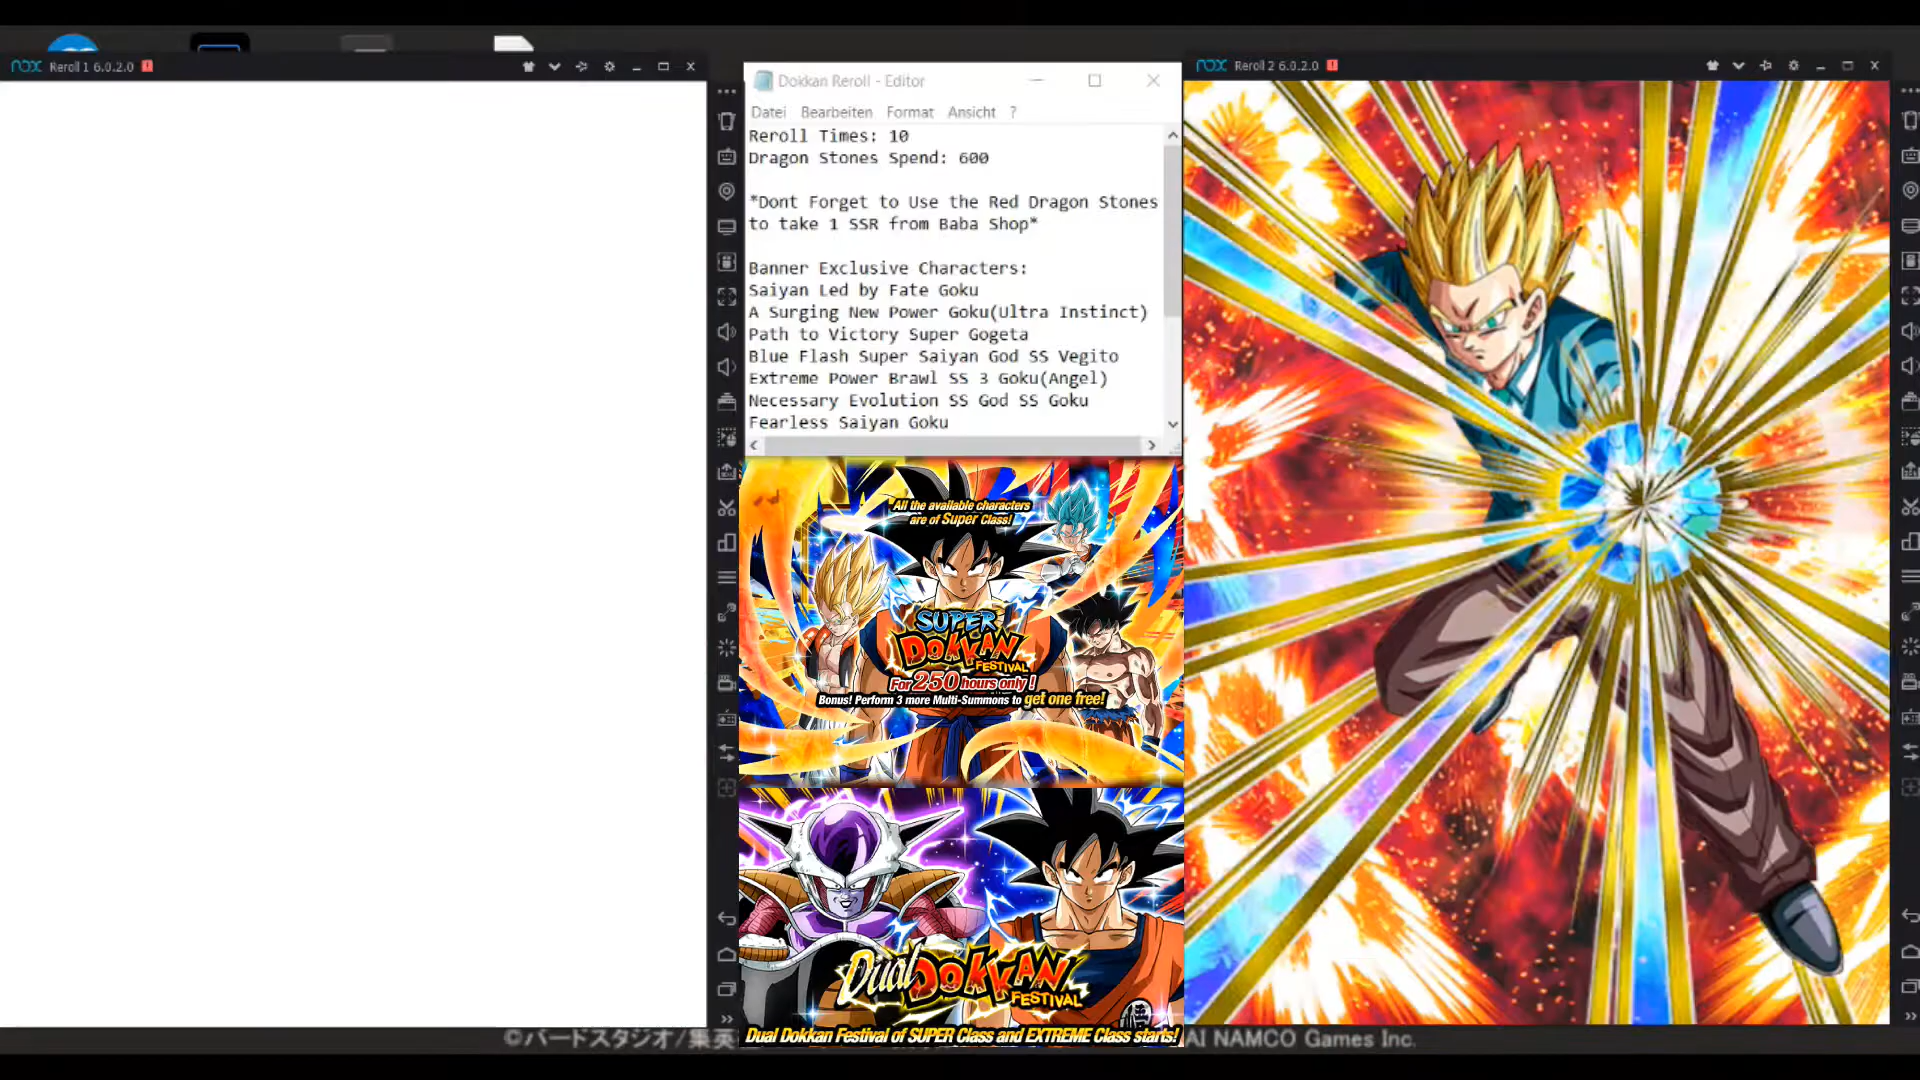 nox Reroll 1 6.0.2.0
Dokkan Reroll - Editor
Datei Bearbeiten Format Ansicht ?
Reroll Times: 10
Dragon Stones Spend: 600
*Dont Forget to Use the Red Dragon Stones
to take 1 SSR from Baba Shop*
Banner Exclusive Characters:
Saiyan Led by Fate Goku
A Surging New Power Goku(Ultra Instinct)
Path to Victory Super Gogeta
Blue Flash Super Saiyan God SS Vegito
Extreme Power Brawl SS 3 Goku(Angel)
Necessary Evolution SS God SS Goku
Fearless Saiyan Goku
All the available characters
are of Super Class!
SUPER
DOKKAN
FESTIVAL
For 250 hours only!
Bonus! Perform 3 more Multi-Summons to get one free!
Dual DOKKAN
FESTIVAL
Dual Dokkan Festival of SUPER Class and EXTREME Class starts!
nox Reroll 2 6.0.2.0
©バードスタジオ/集英
AI NAMCO Games Inc.